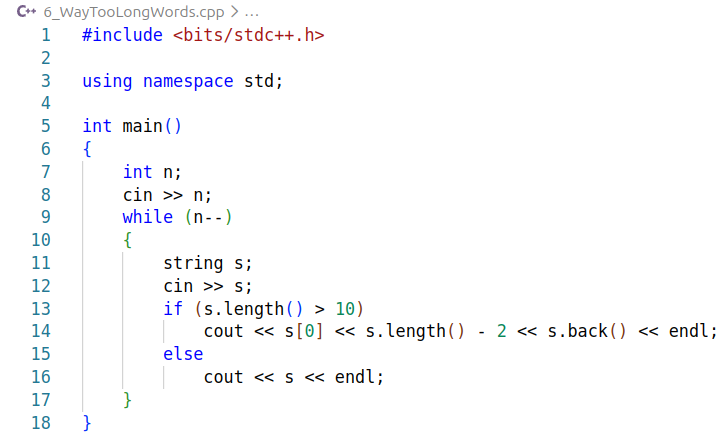 C++ 6_WayTooLongWords.cpp > ...
1 #include <bits/stdc++.h>
2
3 using namespace std;
4
5 int main()
6 {
7     int n;
8     cin >> n;
9     while (n--)
10     {
11         string s;
12         cin >> s;
13         if (s.length() > 10)
14             cout << s[0] << s.length() - 2 << s.back() << endl;
15         else
16             cout << s << endl;
17     }
18 }